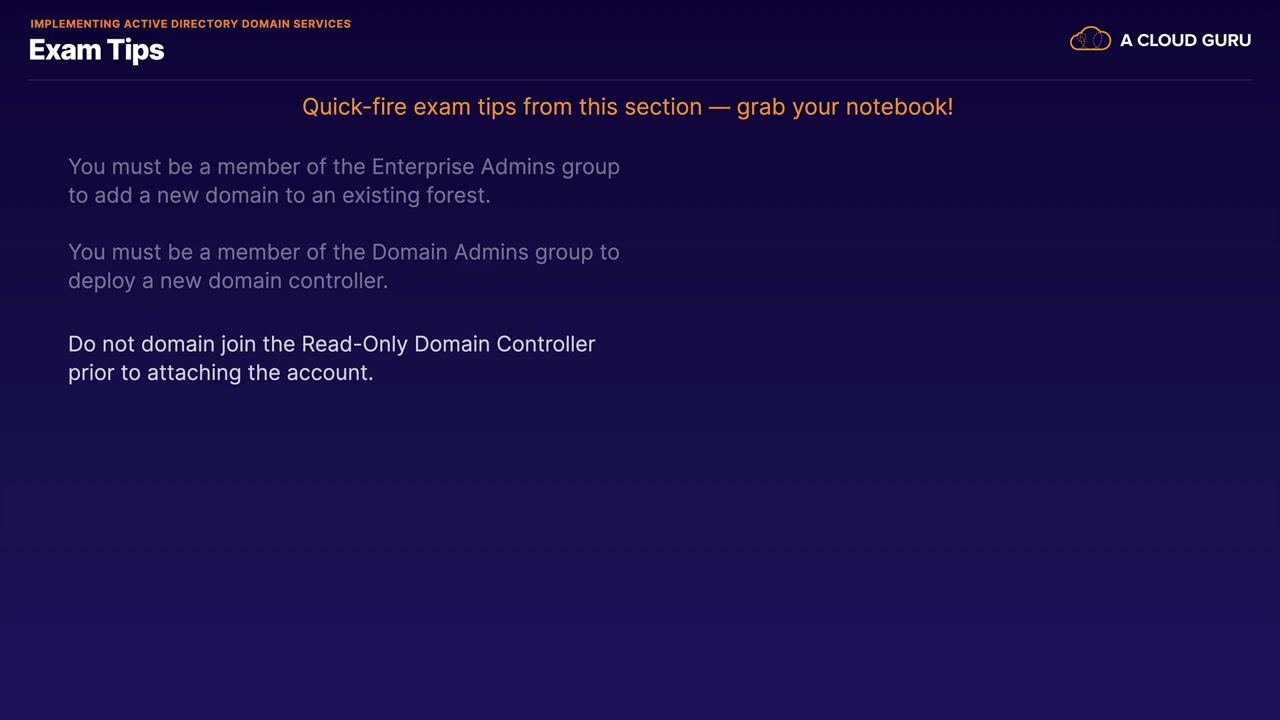 IMPLEMENTING ACTIVE DIRECTORY DOMAIN SERVICES
Exam Tips
A CLOUD GURU
Quick-fire exam tips from this section — grab your notebook!
You must be a member of the Enterprise Admins group
to add a new domain to an existing forest.
You must be a member of the Domain Admins group to
deploy a new domain controller.
Do not domain join the Read-Only Domain Controller
prior to attaching the account.